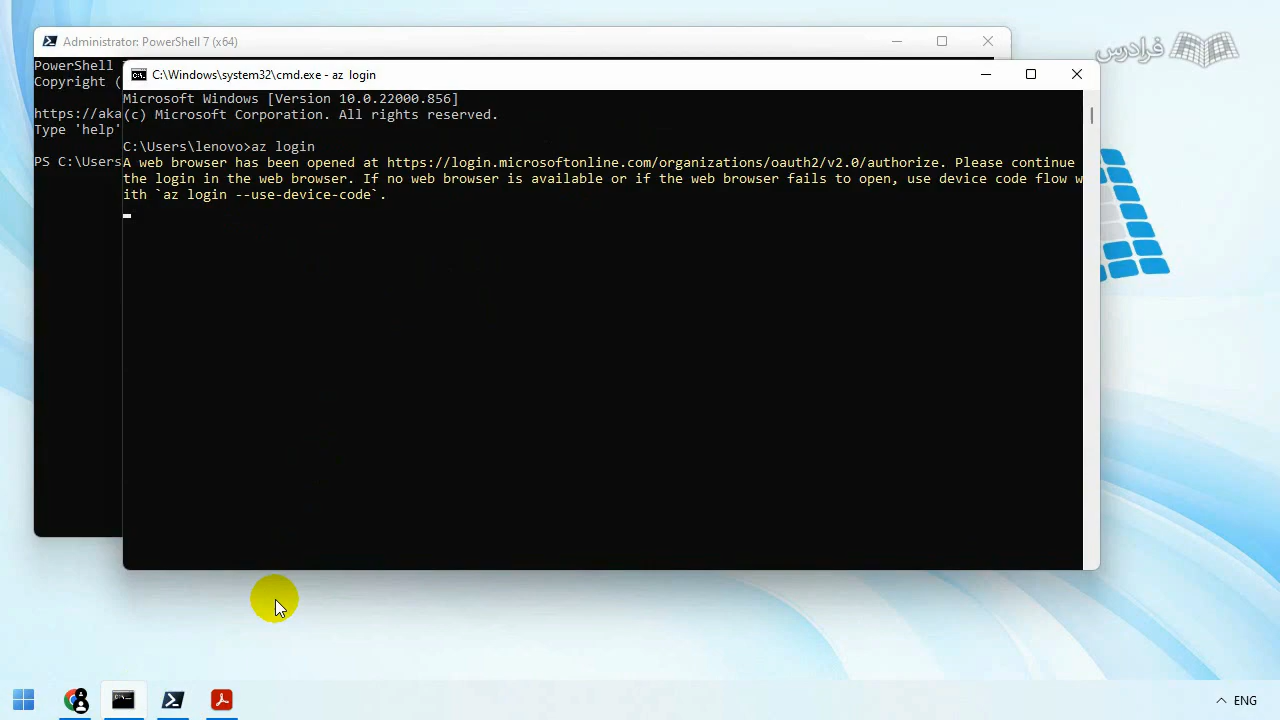 فرادرس
Administrator: PowerShell 7 (x64)
PowerShell 7
Copyright (
https://aka
Type 'help'
PS C:\Users
C:\Windows\system32\cmd.exe - az login
Microsoft Windows [Version 10.0.22000.856]
(c) Microsoft Corporation. All rights reserved.
C:\Users\lenovo>az login
A web browser has been opened at https://login.microsoftonline.com/organizations/oauth2/v2.0/authorize. Please continue
the login in the web browser. If no web browser is available or if the web browser fails to open, use device code flow w
ith `az login --use-device-code`.
ENG